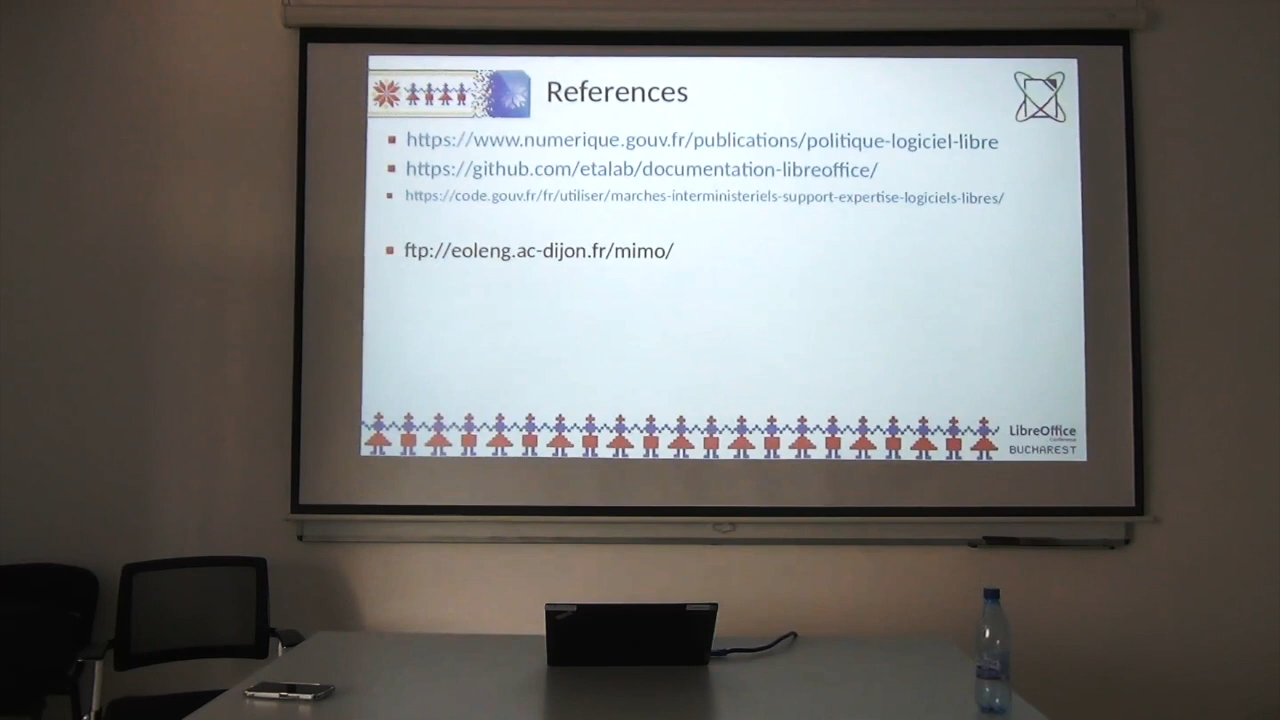 References
https://www.numerique.gouv.fr/publications/politique-logiciel-libre
https://github.com/etalab/documentation-libreoffice/
https://code.gouv.fr/fr/utiliser/marches-interministeriels-support-expertise-logiciels-libres/
ftp://eoleng.ac-dijon.fr/mimo/
LibreOffice
Conference
BUCHAREST